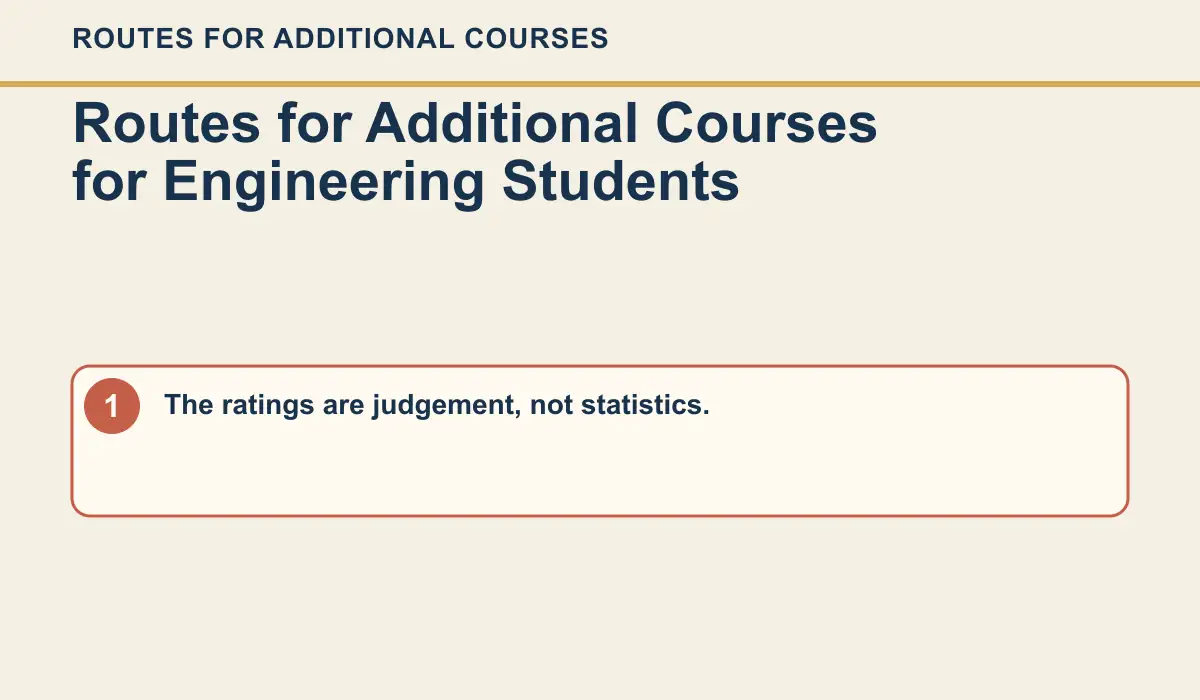 ROUTES FOR ADDITIONAL COURSES
Routes for Additional Courses
for Engineering Students
1
The ratings are judgement, not statistics.